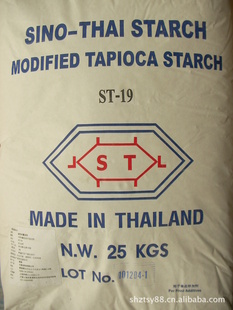 SINO-THAI STARCH
MODIFIED TAPIOCA STARCH
ST-19
S T L
MADE IN THAILAND
N.W. 25 KGS
LOT No.
shztsy88.cn.alibaba.com